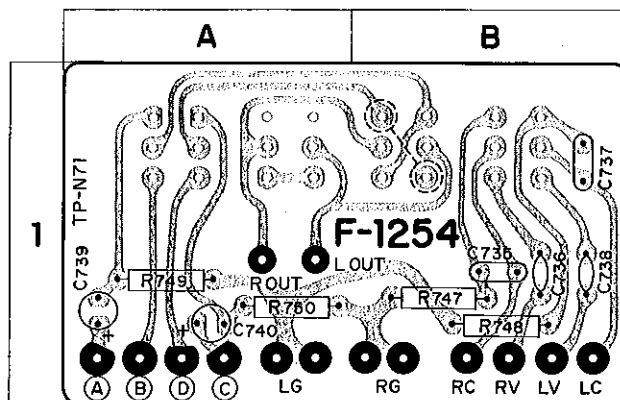 A B
1
TP-N71
C737
F-1254
C739
R OUT
L OUT
C735
C736
C738
R749
R750
R747
C740
R748
A B D C LG RG RC RV LV LC